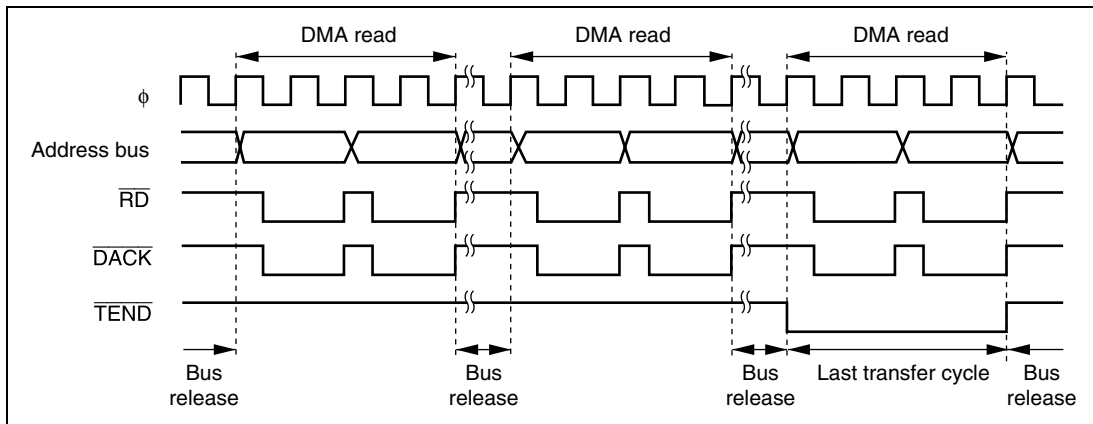 DMA read DMA read DMA read
ϕ
Address bus
RD
DACK
TEND
Bus release Bus release Bus release Last transfer cycle Bus release